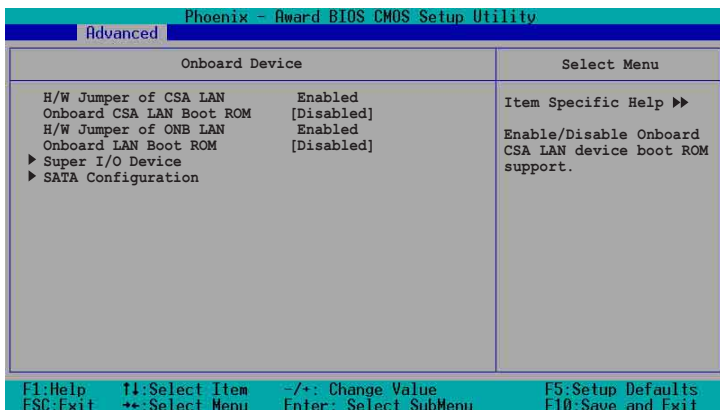 Phoenix - Award BIOS CMOS Setup Utility
Advanced
Onboard Device
Select Menu
H/W Jumper of CSA LAN Enabled
Onboard CSA LAN Boot ROM [Disabled]
H/W Jumper of ONB LAN Enabled
Onboard LAN Boot ROM [Disabled]
▶ Super I/O Device
▶ SATA Configuration
Item Specific Help ▶▶
Enable/Disable Onboard
CSA LAN device boot ROM
support.
F1:Help ↑↓:Select Item -/+: Change Value F5:Setup Defaults
ESC:Exit →←:Select Menu Enter: Select SubMenu F10:Save and Exit